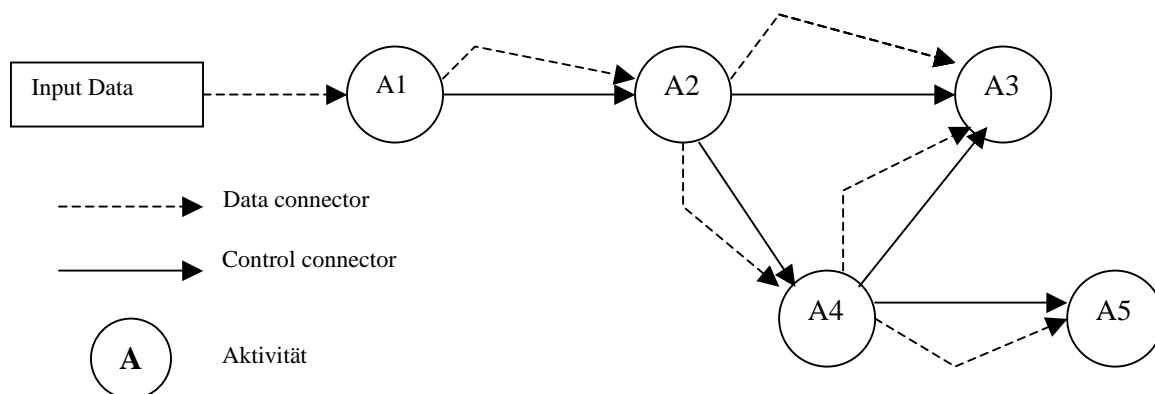 Input Data
A1
A2
A3
Data connector
Control connector
A4
A5
A
Aktivität